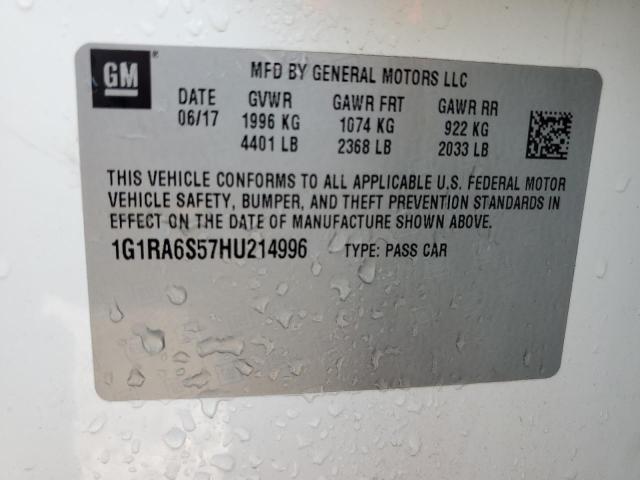 GM ®
MFD BY GENERAL MOTORS LLC
DATE GVWR GAWR FRT GAWR RR
06/17 1996 KG 1074 KG 922 KG
4401 LB 2368 LB 2033 LB
THIS VEHICLE CONFORMS TO ALL APPLICABLE U.S. FEDERAL MOTOR
VEHICLE SAFETY, BUMPER, AND THEFT PREVENTION STANDARDS IN
EFFECT ON THE DATE OF MANUFACTURE SHOWN ABOVE.
1G1RA6S57HU214996 TYPE: PASS CAR